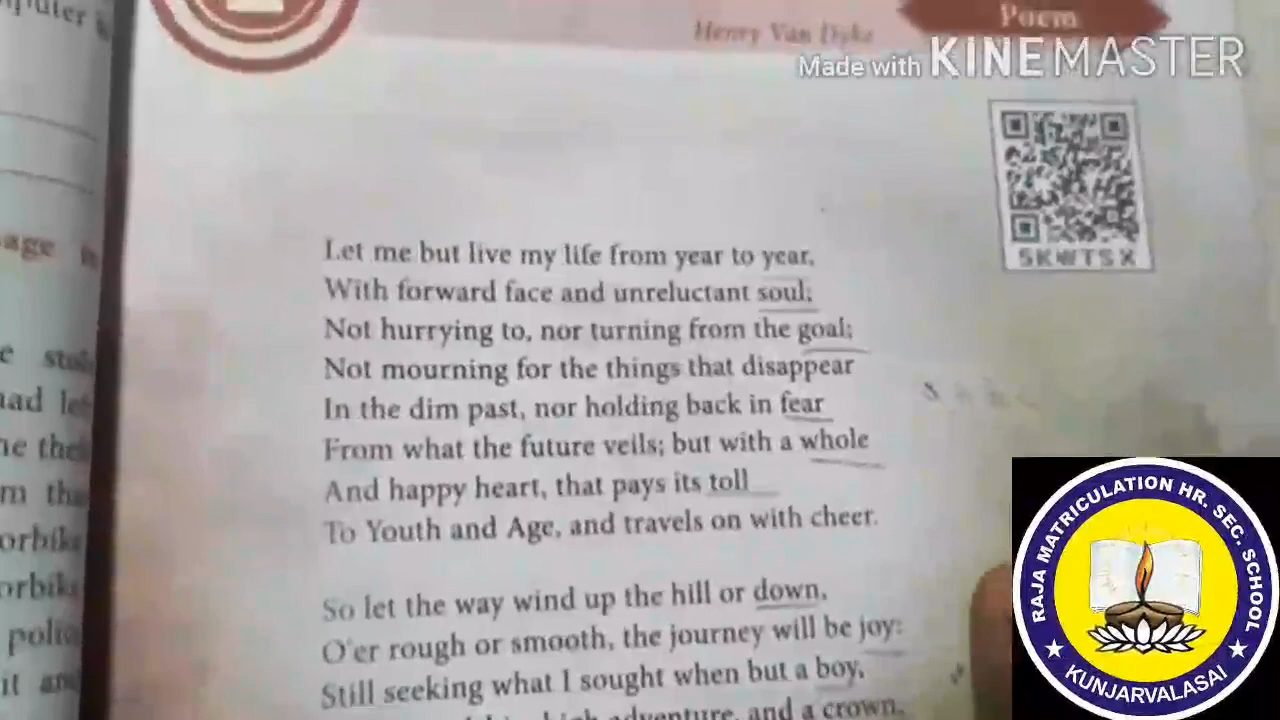 Henry Van Dyke
Poem
Made with KINEMASTER
5KWTSX
Let me but live my life from year to year,
With forward face and unreluctant soul;
Not hurrying to, nor turning from the goal;
Not mourning for the things that disappear
In the dim past, nor holding back in fear
From what the future veils; but with a whole
And happy heart, that pays its toll
To Youth and Age, and travels on with cheer.
So let the way wind up the hill or down,
O'er rough or smooth, the journey will be joy:
Still seeking what I sought when but a boy,
high adventure, and a crown,
RAJA MATRICULATION HR. SEC. SCHOOL
KUNJARVALASAI